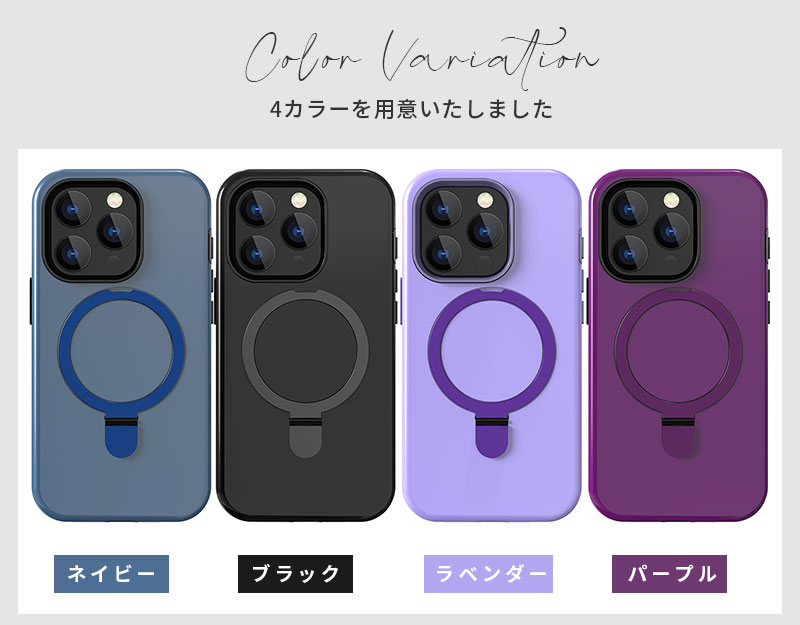 Color Variation
4カラーを用意いたしました
ネイビー
ブラック
ラベンダー
パープル